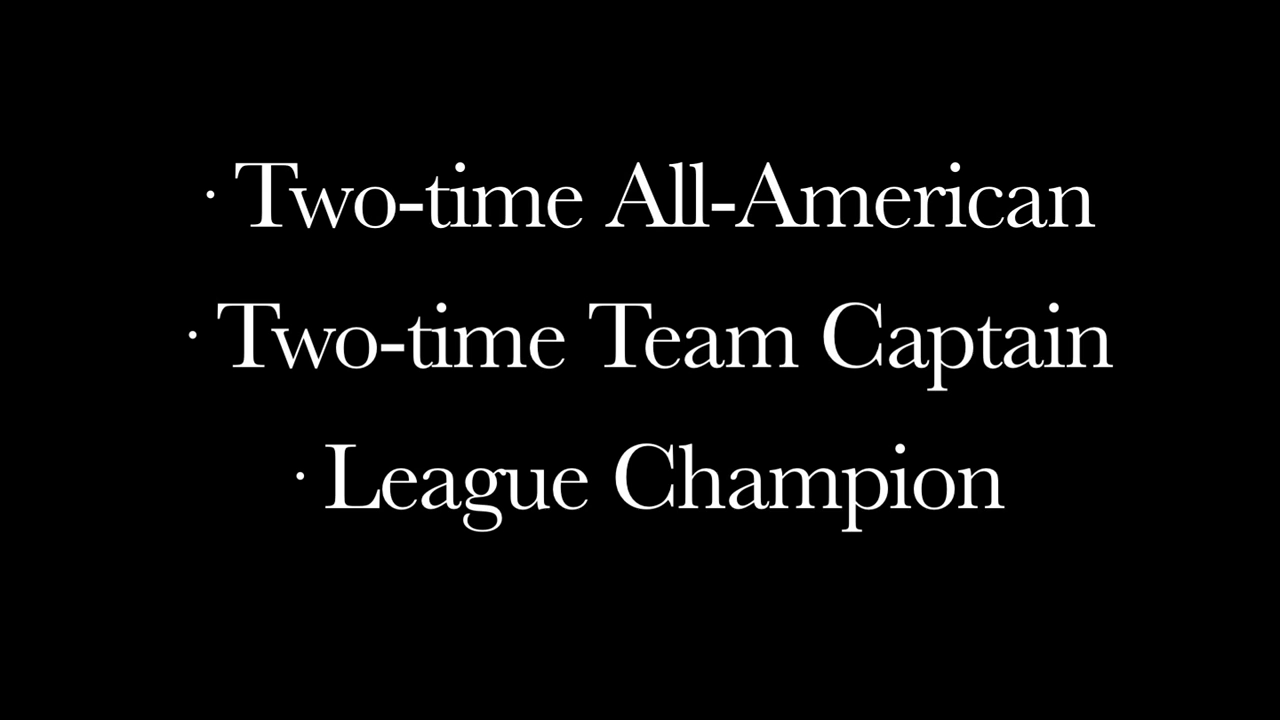 · Two-time All-American
· Two-time Team Captain
· League Champion